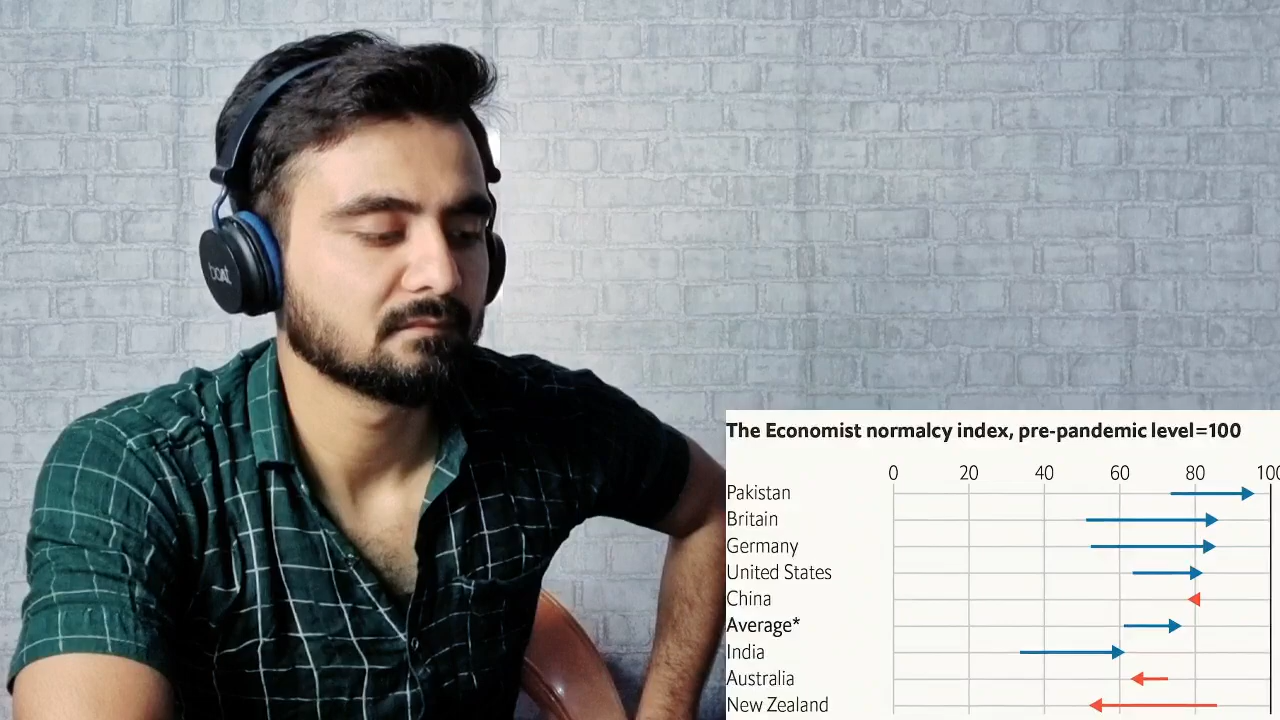 boat
The Economist normalcy index, pre-pandemic level=100
0 20 40 60 80 100
Pakistan
Britain
Germany
United States
China
Average*
India
Australia
New Zealand